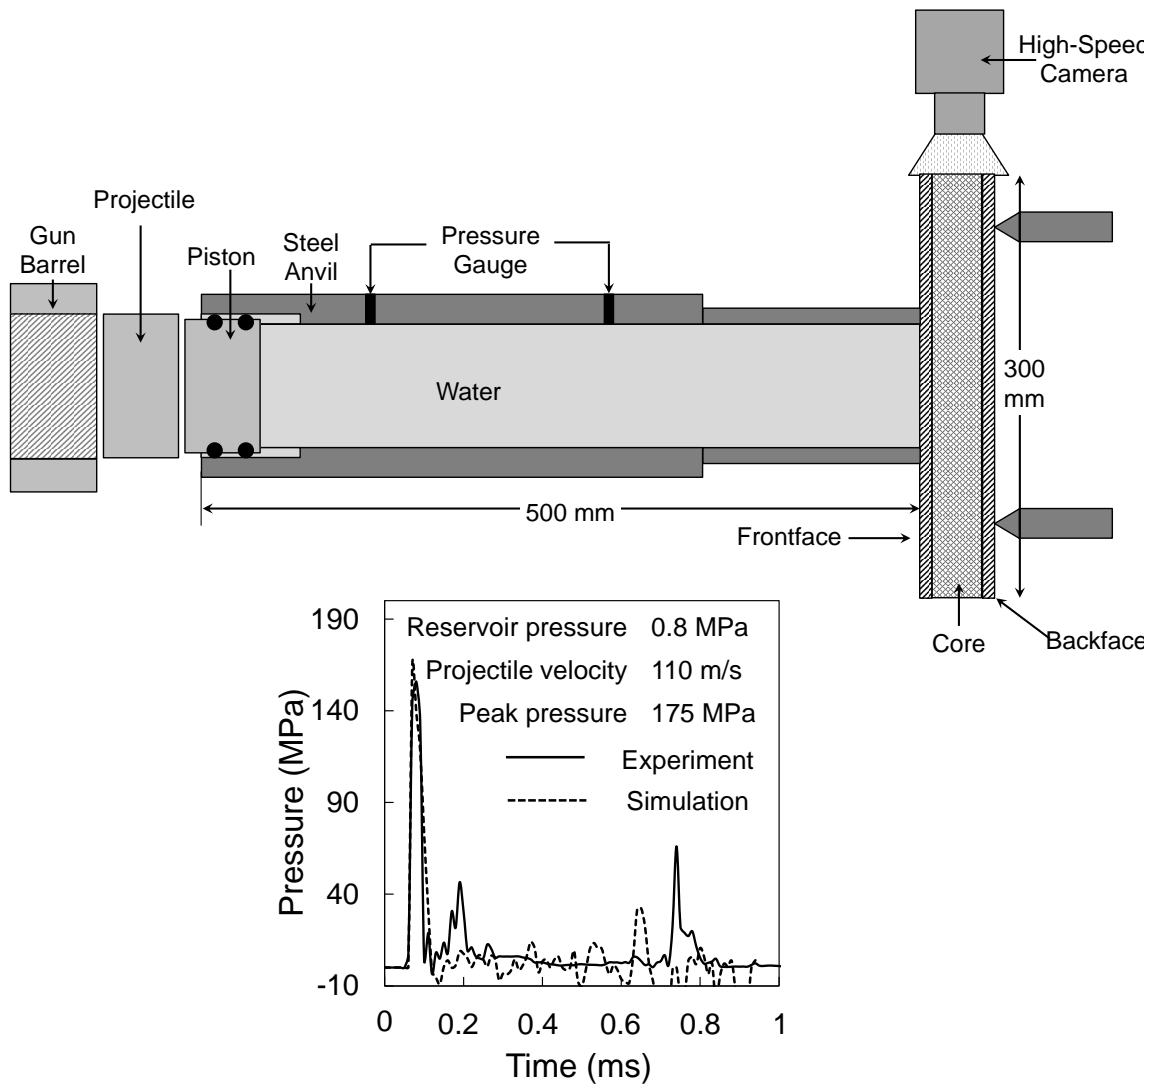 High-Speed
Camera
Projectile
Gun
Barrel
Piston
Steel
Anvil
Pressure
Gauge
Water
300
mm
500 mm
Frontface
Core
Backface
190
140
90
40
-10
Pressure (MPa)
Reservoir pressure 0.8 MPa
Projectile velocity 110 m/s
Peak pressure 175 MPa
Experiment
Simulation
0 0.2 0.4 0.6 0.8 1
Time (ms)